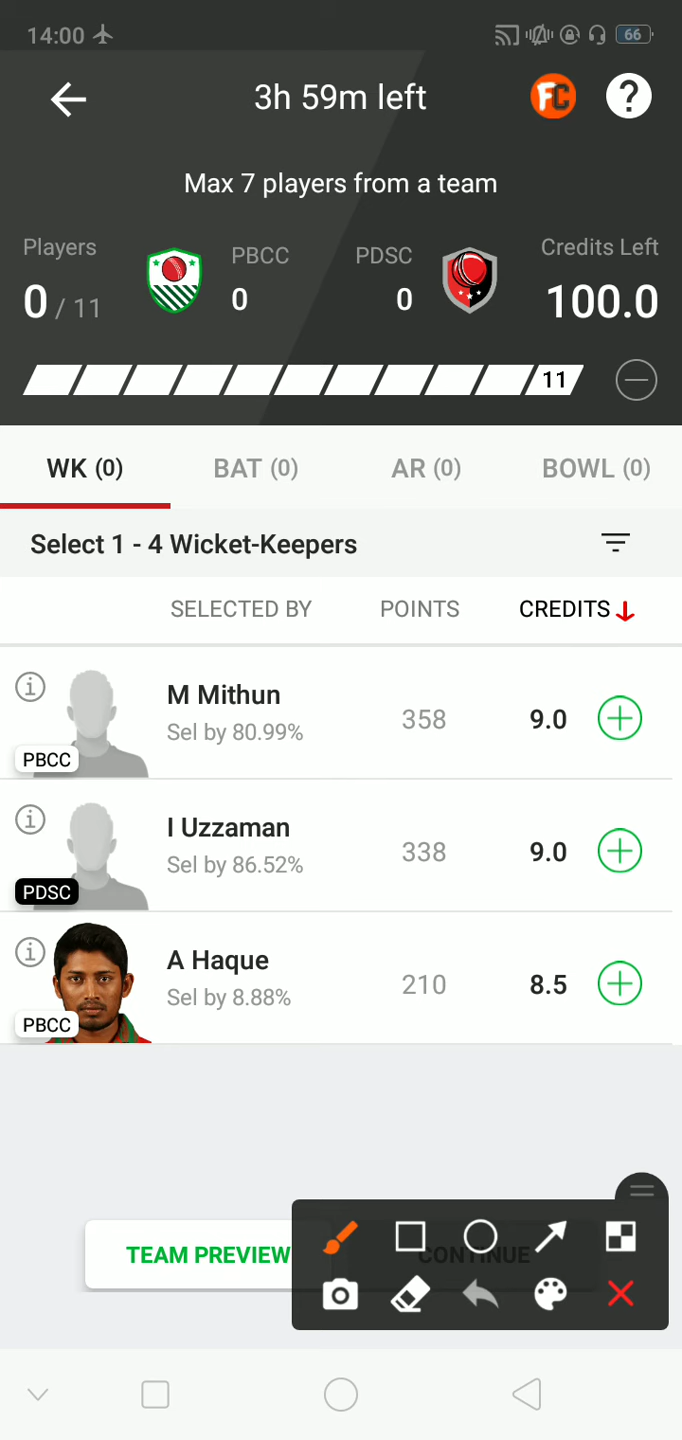 14:00
66
3h 59m left
FC
?
Max 7 players from a team
Players
PBCC
PDSC
Credits Left
0 / 11
0
0
100.0
11
WK (0)
BAT (0)
AR (0)
BOWL (0)
Select 1 - 4 Wicket-Keepers
SELECTED BY
POINTS
CREDITS
M Mithun
Sel by 80.99%
358
9.0
PBCC
I Uzzaman
Sel by 86.52%
338
9.0
PDSC
A Haque
Sel by 8.88%
210
8.5
PBCC
TEAM PREVIEW
CONTINUE